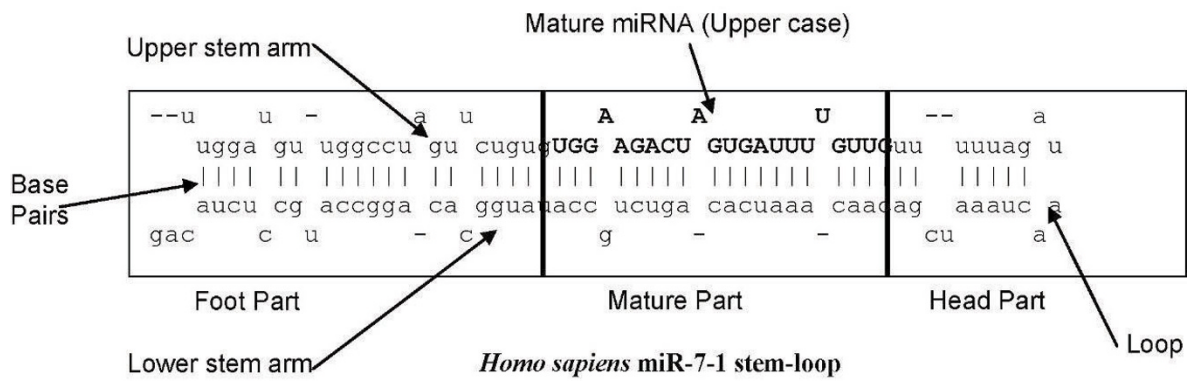 Mature miRNA (Upper case)
Upper stem arm
--u    u -      a  u        A     A       U      --     a
ugga gu uggccu gu cuguguUGG AGACU GUGAUUU GUUGuu uuuag u
|||| || |||||| || |||||||| ||||| ||||||| |||||| |||||
Base
Pairs
aucu cg accgga ca gguauacc ucuga cacuaaa caacag aaauc a
gac    c u      -  c        g     -       -      cu     a
Foot Part
Mature Part
Head Part
Lower stem arm
Homo sapiens miR-7-1 stem-loop
Loop